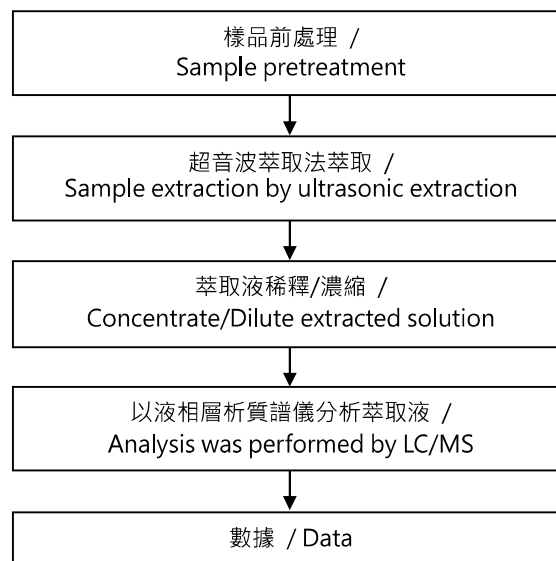 樣品前處理 /
Sample pretreatment
超音波萃取法萃取 /
Sample extraction by ultrasonic extraction
萃取液稀釋/濃縮 /
Concentrate/Dilute extracted solution
以液相層析質譜儀分析萃取液 /
Analysis was performed by LC/MS
數據 / Data